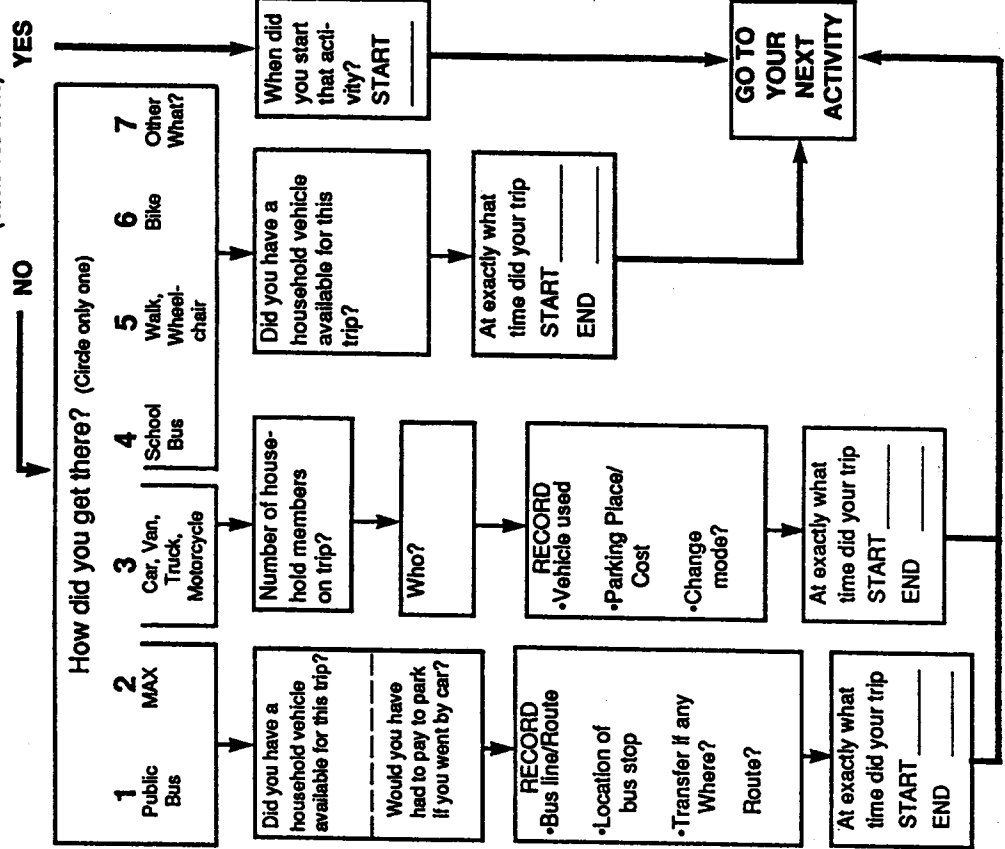 NO
YES
How did you get there? (Circle only one)
1
Public
Bus
2
MAX
3
Car, Van,
Truck,
Motorcycle
4
School
Bus
5
Walk,
Wheel-
chair
6
Bike
7
Other
What?
Did you have a
household vehicle
available for this trip?
Would you have
had to pay to park
if you went by car?
RECORD
•Bus line/Route
•Location of
bus stop
•Transfer if any
Where?
Route?
At exactly what
time did your trip
START
END
Number of house-
hold members
on trip?
Who?
RECORD
•Vehicle used
•Parking Place/
Cost
•Change
mode?
At exactly what
time did your trip
START
END
Did you have a
household vehicle
available for this
trip?
At exactly what
time did your trip
START
END
When did
you start
that acti-
vity?
START
GO TO
YOUR
NEXT
ACTIVITY